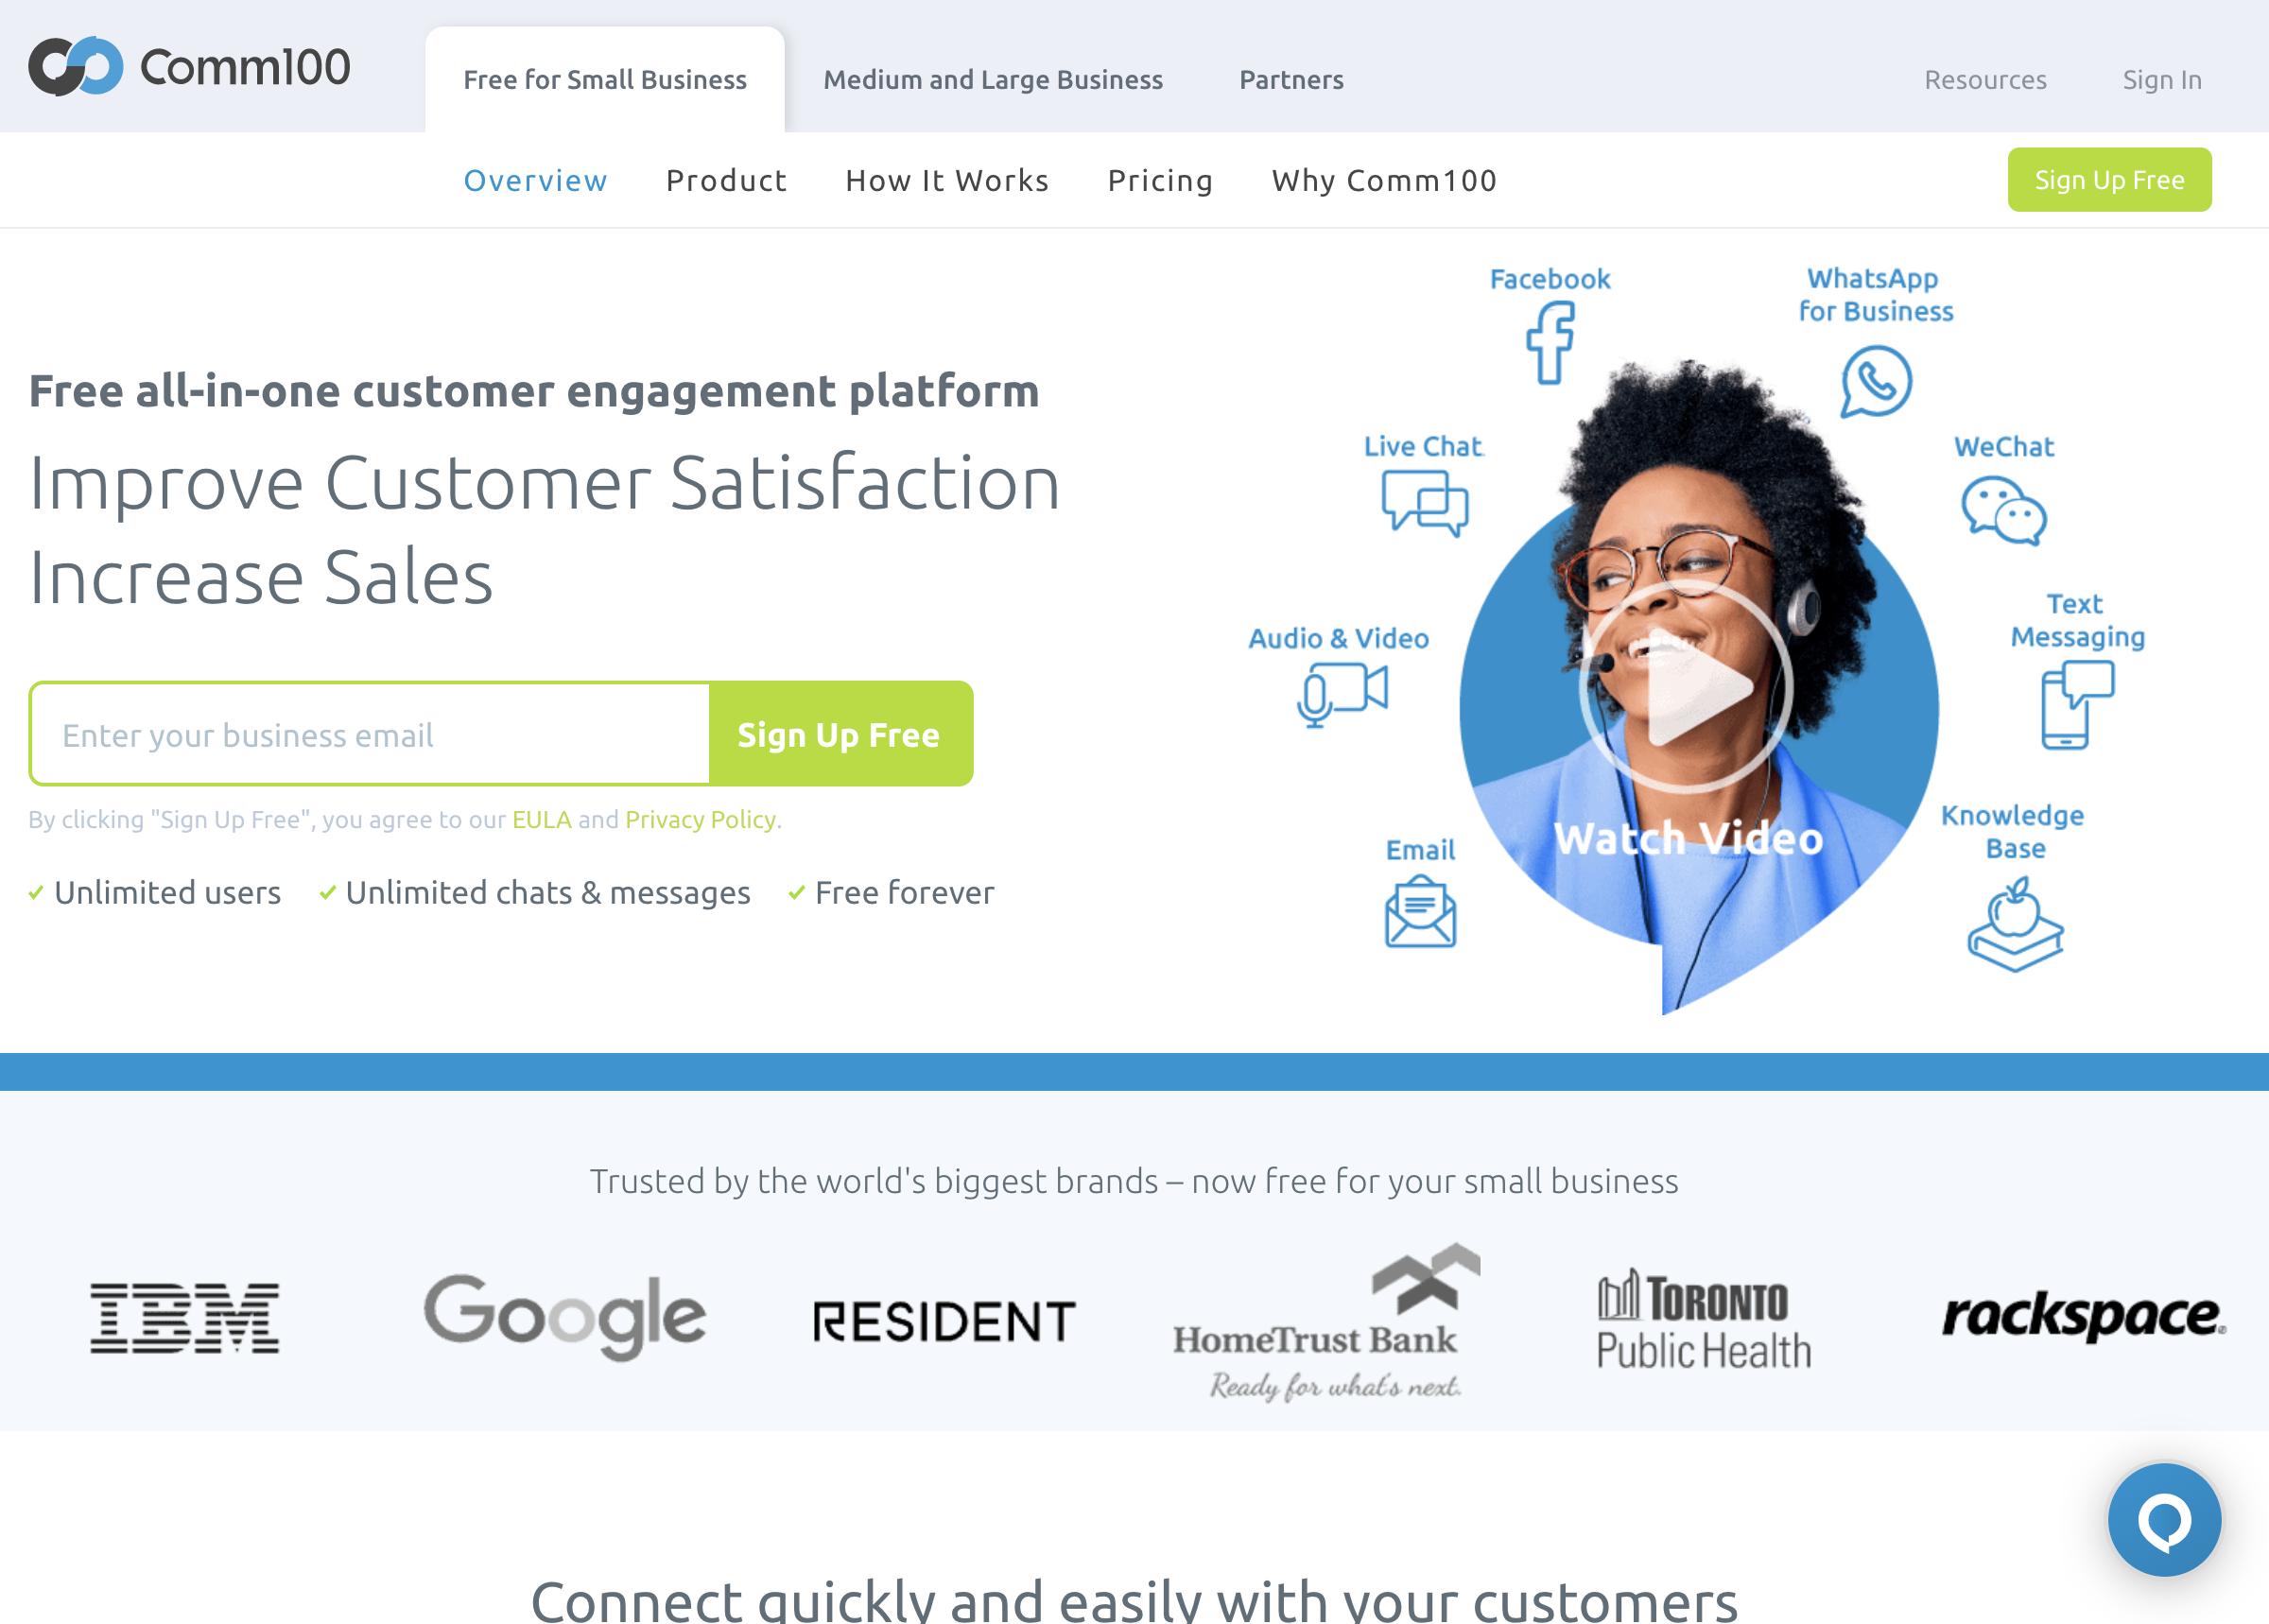 Comm100
Free for Small Business
Medium and Large Business
Partners
Resources
Sign In
Overview
Product
How It Works
Pricing
Why Comm100
Sign Up Free
Free all-in-one customer engagement platform
Improve Customer Satisfaction
Increase Sales
Enter your business email
Sign Up Free
By clicking "Sign Up Free", you agree to our EULA and Privacy Policy.
Unlimited users
Unlimited chats & messages
Free forever
Facebook
WhatsApp
for Business
Live Chat
WeChat
Audio & Video
Text
Messaging
Watch Video
Email
Knowledge
Base
Trusted by the world's biggest brands – now free for your small business
IBM
Google
RESIDENT
HomeTrust Bank
Ready for what's next.
TORONTO
Public Health
rackspace
Connect quickly and easily with your customers